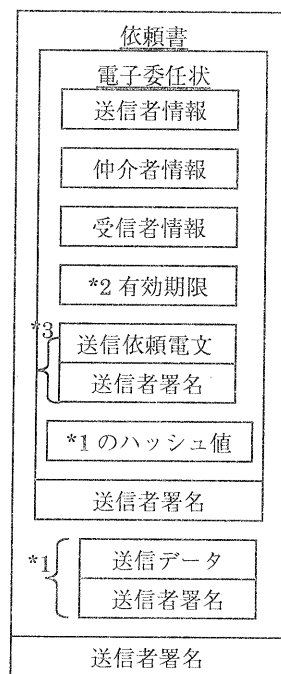 依頼書
電子委任状
送信者情報
仲介者情報
受信者情報
*2 有効期限
*3
送信依頼電文
送信者署名
*1 のハッシュ値
送信者署名
*1
送信データ
送信者署名
送信者署名